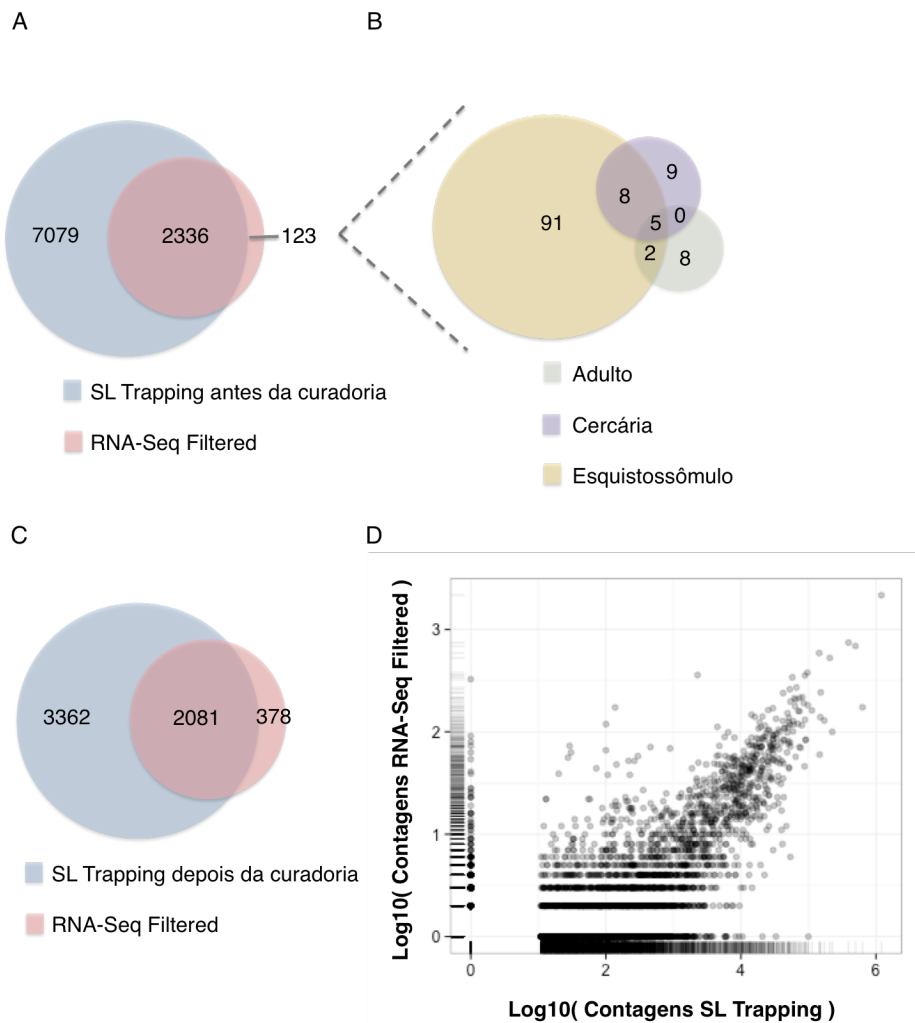 A
B
7079
2336
123
91
8
9
5
0
2
8
SL Trapping antes da curadoria
RNA-Seq Filtered
Adulto
Cercária
Esquistossômulo
C
D
3362
2081
378
SL Trapping depois da curadoria
RNA-Seq Filtered
Log10( Contagens RNA-Seq Filtered )
3
2
1
0
0
2
4
6
Log10( Contagens SL Trapping )